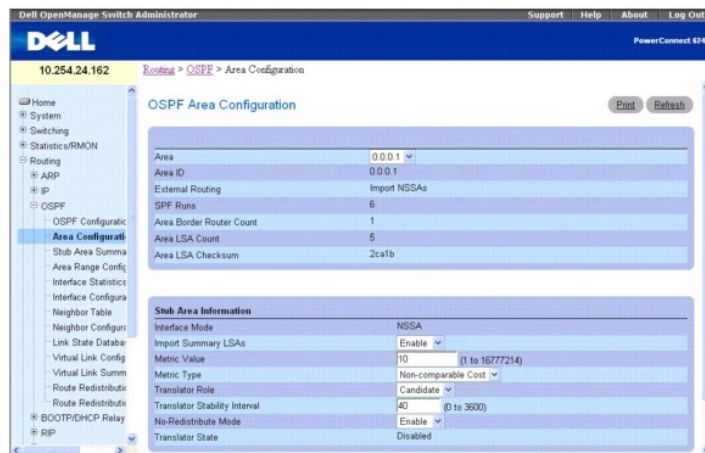 Dell OpenManage Switch Administrator Support Help About Log Out
DELL
PowerConnect 624
10.254.24.162
Routing > OSPF > Area Configuration
Home
System
Switching
Statistics/RMON
Routing
ARP
IP
OSPF
OSPF Configuratic
Area Configurati
Stub Area Summa
Area Range Config
Interface Statistics
Interface Configura
Neighbor Table
Neighbor Configura
Link State Databa
Virtual Link Config
Virtual Link Summ
Route Redistributic
Route Redistributic
BOOTP/DHCP Relay
RIP
OSPF Area Configuration
Print Refresh
Area 0.0.0.1
Area ID 0.0.0.1
External Routing Import NSSAs
SPF Runs 6
Area Border Router Count 1
Area LSA Count 5
Area LSA Checksum 2ca1b
Stub Area Information
Interface Mode NSSA
Import Summary LSAs Enable
Metric Value 10 (1 to 16777214)
Metric Type Non-comparable Cost
Translator Role Candidate
Translator Stability Interval 40 (0 to 3600)
No-Redistribute Mode Enable
Translator State Disabled